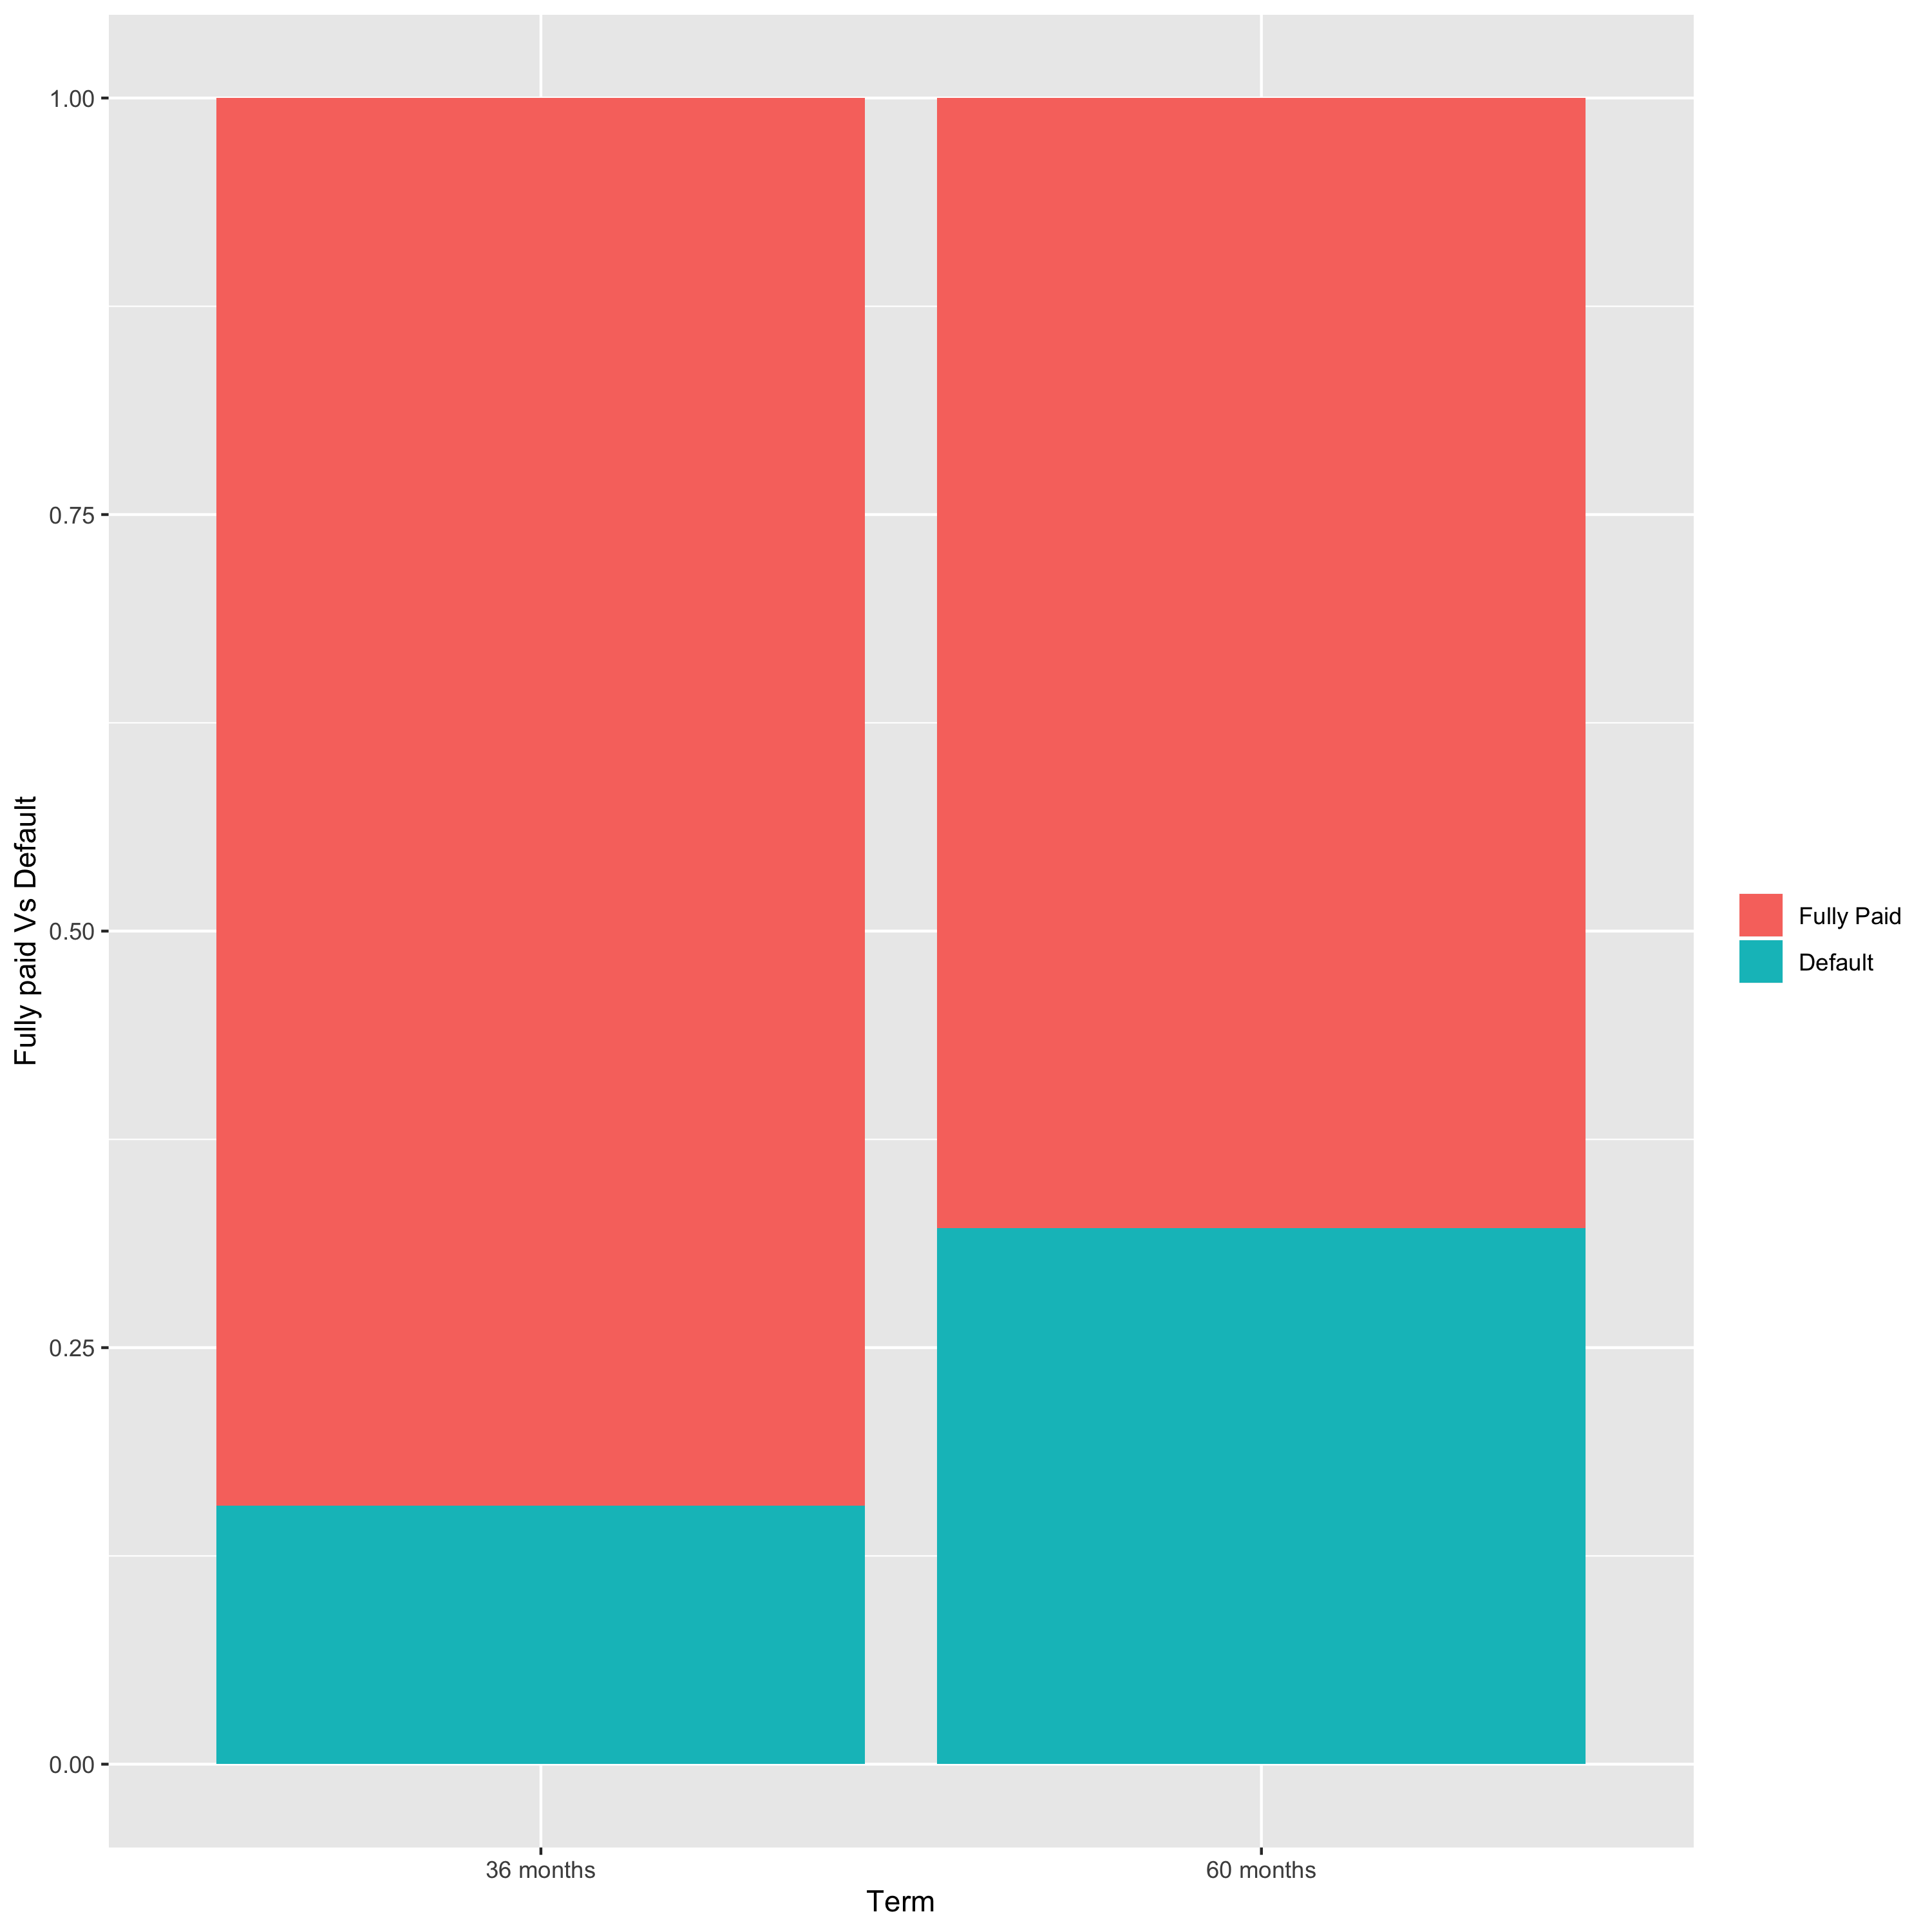 Fully paid Vs Default
1.00
0.75
0.50
0.25
0.00
36 months
60 months
Term
Fully Paid
Default